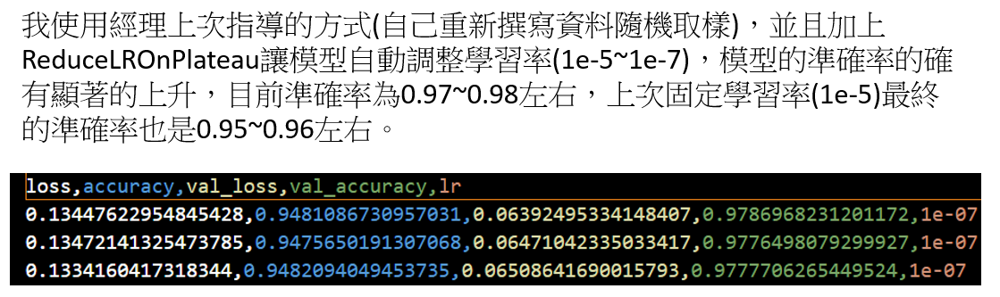 我使用經理上次指導的方式(自己重新撰寫資料隨機取樣)，並且加上
ReduceLROnPlateau讓模型自動調整學習率(1e-5~1e-7)，模型的準確率的確
有顯著的上升，目前準確率為0.97~0.98左右，上次固定學習率(1e-5)最終
的準確率也是0.95~0.96左右。
loss,accuracy,val_loss,val_accuracy,lr
0.13447622954845428,0.9481086730957031,0.06392495334148407,0.9786968231201172,1e-07
0.13472141325473785,0.9475650191307068,0.06471042335033417,0.9776498079299927,1e-07
0.1334160417318344,0.9482094049453735,0.06508641690015793,0.9777706265449524,1e-07